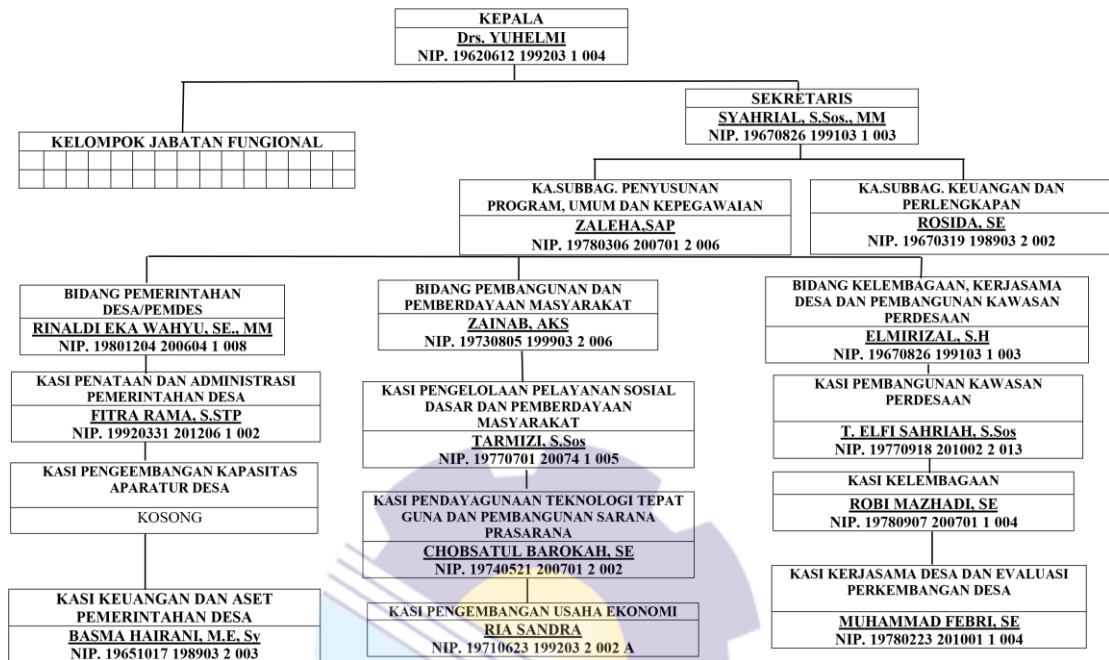 KEPALA
Drs. YUHELMI
NIP. 19620612 199203 1 004
SEKRETARIS
SYAHRIAL, S.Sos., MM
NIP. 19670826 199103 1 003
KELOMPOK JABATAN FUNGIONAL
KA.SUBBAG. PENYUSUNAN
PROGRAM, UMUM DAN KEPEGAWAIAN
ZALEHA,SAP
NIP. 19780306 200701 2 006
KA.SUBBAG. KEUANGAN DAN
PERLENGKAPAN
ROSIDA, SE
NIP. 19670319 198903 2 002
BIDANG PEMERINTAHAN
DESA/PEMDES
RINALDI EKA WAHYU, SE., MM
NIP. 19801204 200604 1 008
KASI PENATAAN DAN ADMINISTRASI
PEMERINTAHAN DESA
FITRA RAMA, S.STP
NIP. 19920331 201206 1 002
KASI PENGEEMBANGAN KAPASITAS
APARATUR DESA
KOSONG
KASI KEUANGAN DAN ASET
PEMERINTAHAN DESA
BASMA HAIRANI, M.E, Sy
NIP. 19651017 198903 2 003
BIDANG PEMBANGUNAN DAN
PEMBERDAYAAN MASYARAKAT
ZAINAB, AKS
NIP. 19730805 199903 2 006
KASI PENGELOLAAN PELAYANAN SOSIAL
DASAR DAN PEMBERDAYAAN
MASYARAKAT
TARMIZI, S.Sos
NIP. 19770701 20074 1 005
KASI PENDAYAGUNAAN TEKNOLOGI TEPAT
GUNA DAN PEMBANGUNAN SARANA
PRASARANA
CHOBSATUL BAROKAH, SE
NIP. 19740521 200701 2 002
KASI PENGEMBANGAN USAHA EKONOMI
RIA SANDRA
NIP. 19710623 199203 2 002 A
BIDANG KELEMBAGAAN, KERJASAMA
DESA DAN PEMBANGUNAN KAWASAN
PERDESAAN
ELMIRIZAL, S.H
NIP. 19670826 199103 1 003
KASI PEMBANGUNAN KAWASAN
PERDESAAN
T. ELFI SAHRIAH, S.Sos
NIP. 19770918 201002 2 013
KASI KELEMBAGAAN
ROBI MAZHADI, SE
NIP. 19780907 200701 1 004
KASI KERJASAMA DESA DAN EVALUASI
PERKEMBANGAN DESA
MUHAMMAD FEBRI, SE
NIP. 19780223 201001 1 004